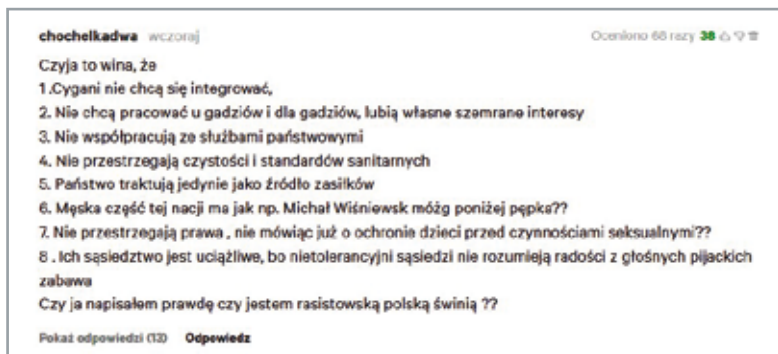 chochelkadwa wczoraj Oceniono 68 razy 38
Czyja to wina, że
1.Cygani nie chcą się integrować,
2. Nie chcą pracować u gadziów i dla gadziów, lubią własne szemrane interesy
3. Nie współpracują ze służbami państwowymi
4. Nie przestrzegają czystości i standardów sanitarnych
5. Państwo traktują jedynie jako źródło zasiłków
6. Męska część tej nacji ma jak np. Michał Wiśniewsk móżg poniżej pępka??
7. Nie przestrzegają prawa , nie mówiąc już o ochronie dzieci przed czynnościami seksualnymi??
8 . Ich sąsiedztwo jest uciążliwe, bo nietolerancyjni sąsiedzi nie rozumieją radości z głośnych pijackich
zabawa
Czy ja napisałem prawdę czy jestem rasistowską polską świnią ??
Pokaż odpowiedzi (13) Odpowiedz